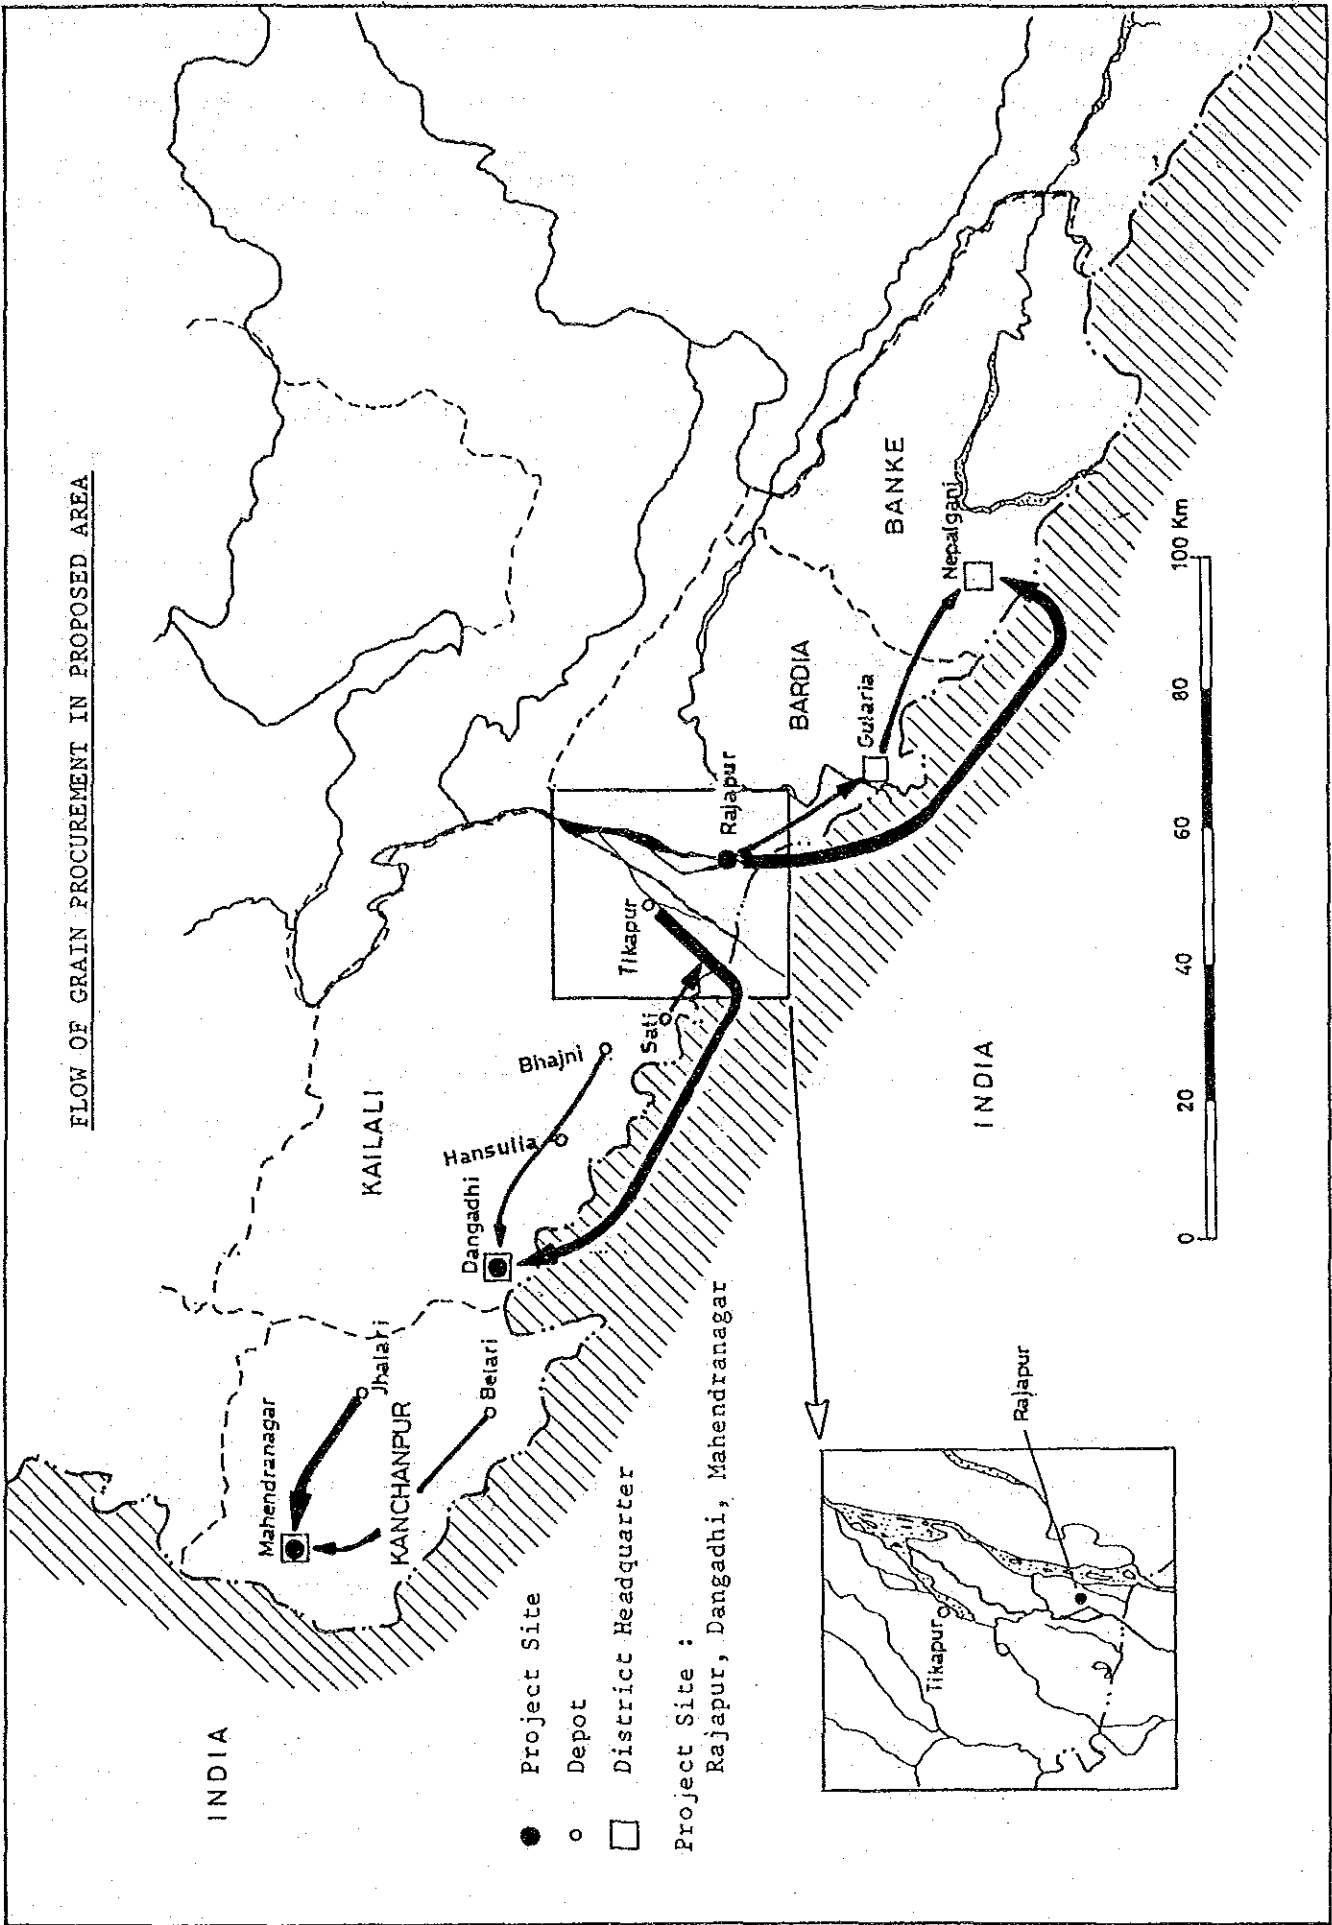 FLOW OF GRAIN PROCUREMENT IN PROPOSED AREA
INDIA
Mahendranagar
Jhalari
KANCHANPUR
Belari
KAILALI
Dangadhi
Hansulia
Bhajni
Sati
Tikapur
Rajapur
BARDIA
Gularia
BANKE
Nepalganj
INDIA
0 20 40 60 80 100 Km
Project Site
Depot
District Headquarter
Project Site :
Rajapur, Dangadhi, Mahendranagar
Tikapur
Rajapur